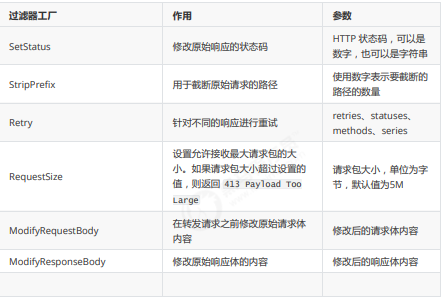 过滤器工厂 作用 参数
SetStatus 修改原始响应的状态码 HTTP 状态码，可以是
数字，也可以是字符串
StripPrefix 用于截断原始请求的路径 使用数字表示要截断的
路径的数量
Retry 针对不同的响应进行重试 retries、statuses、
methods、series
RequestSize 设置允许接收最大请求包的大
小。如果请求包大小超过设置的
值，则返回 413 Payload Too
Large
请求包大小，单位为字
节，默认值为5M
ModifyRequestBody 在转发请求之前修改原始请求体
内容
修改后的请求体内容
ModifyResponseBody 修改原始响应体的内容 修改后的响应体内容